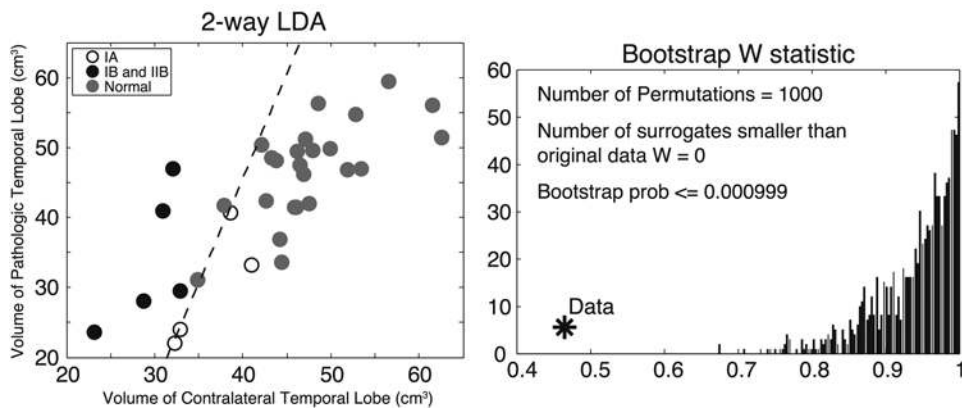 2-way LDA
IA
IB and IIB
Normal
Volume of Pathologic Temporal Lobe (cm³)
60
50
40
30
20
20 30 40 50 60
Volume of Contralateral Temporal Lobe (cm³)
Bootstrap W statistic
Number of Permutations = 1000
Number of surrogates smaller than
original data W = 0
Bootstrap prob <= 0.000999
Data
60
50
40
30
20
10
0
0.4 0.5 0.6 0.7 0.8 0.9 1